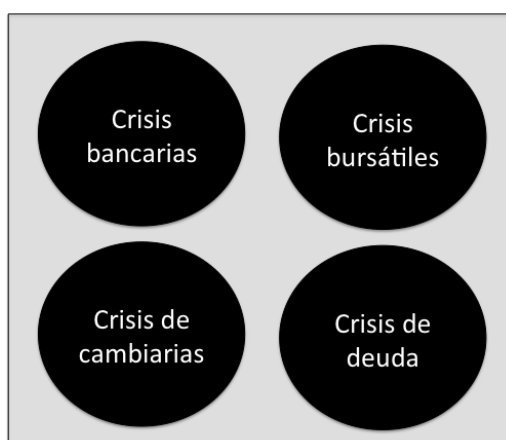 Crisis
bancarias
Crisis
bursátiles
Crisis de
cambiarias
Crisis de
deuda